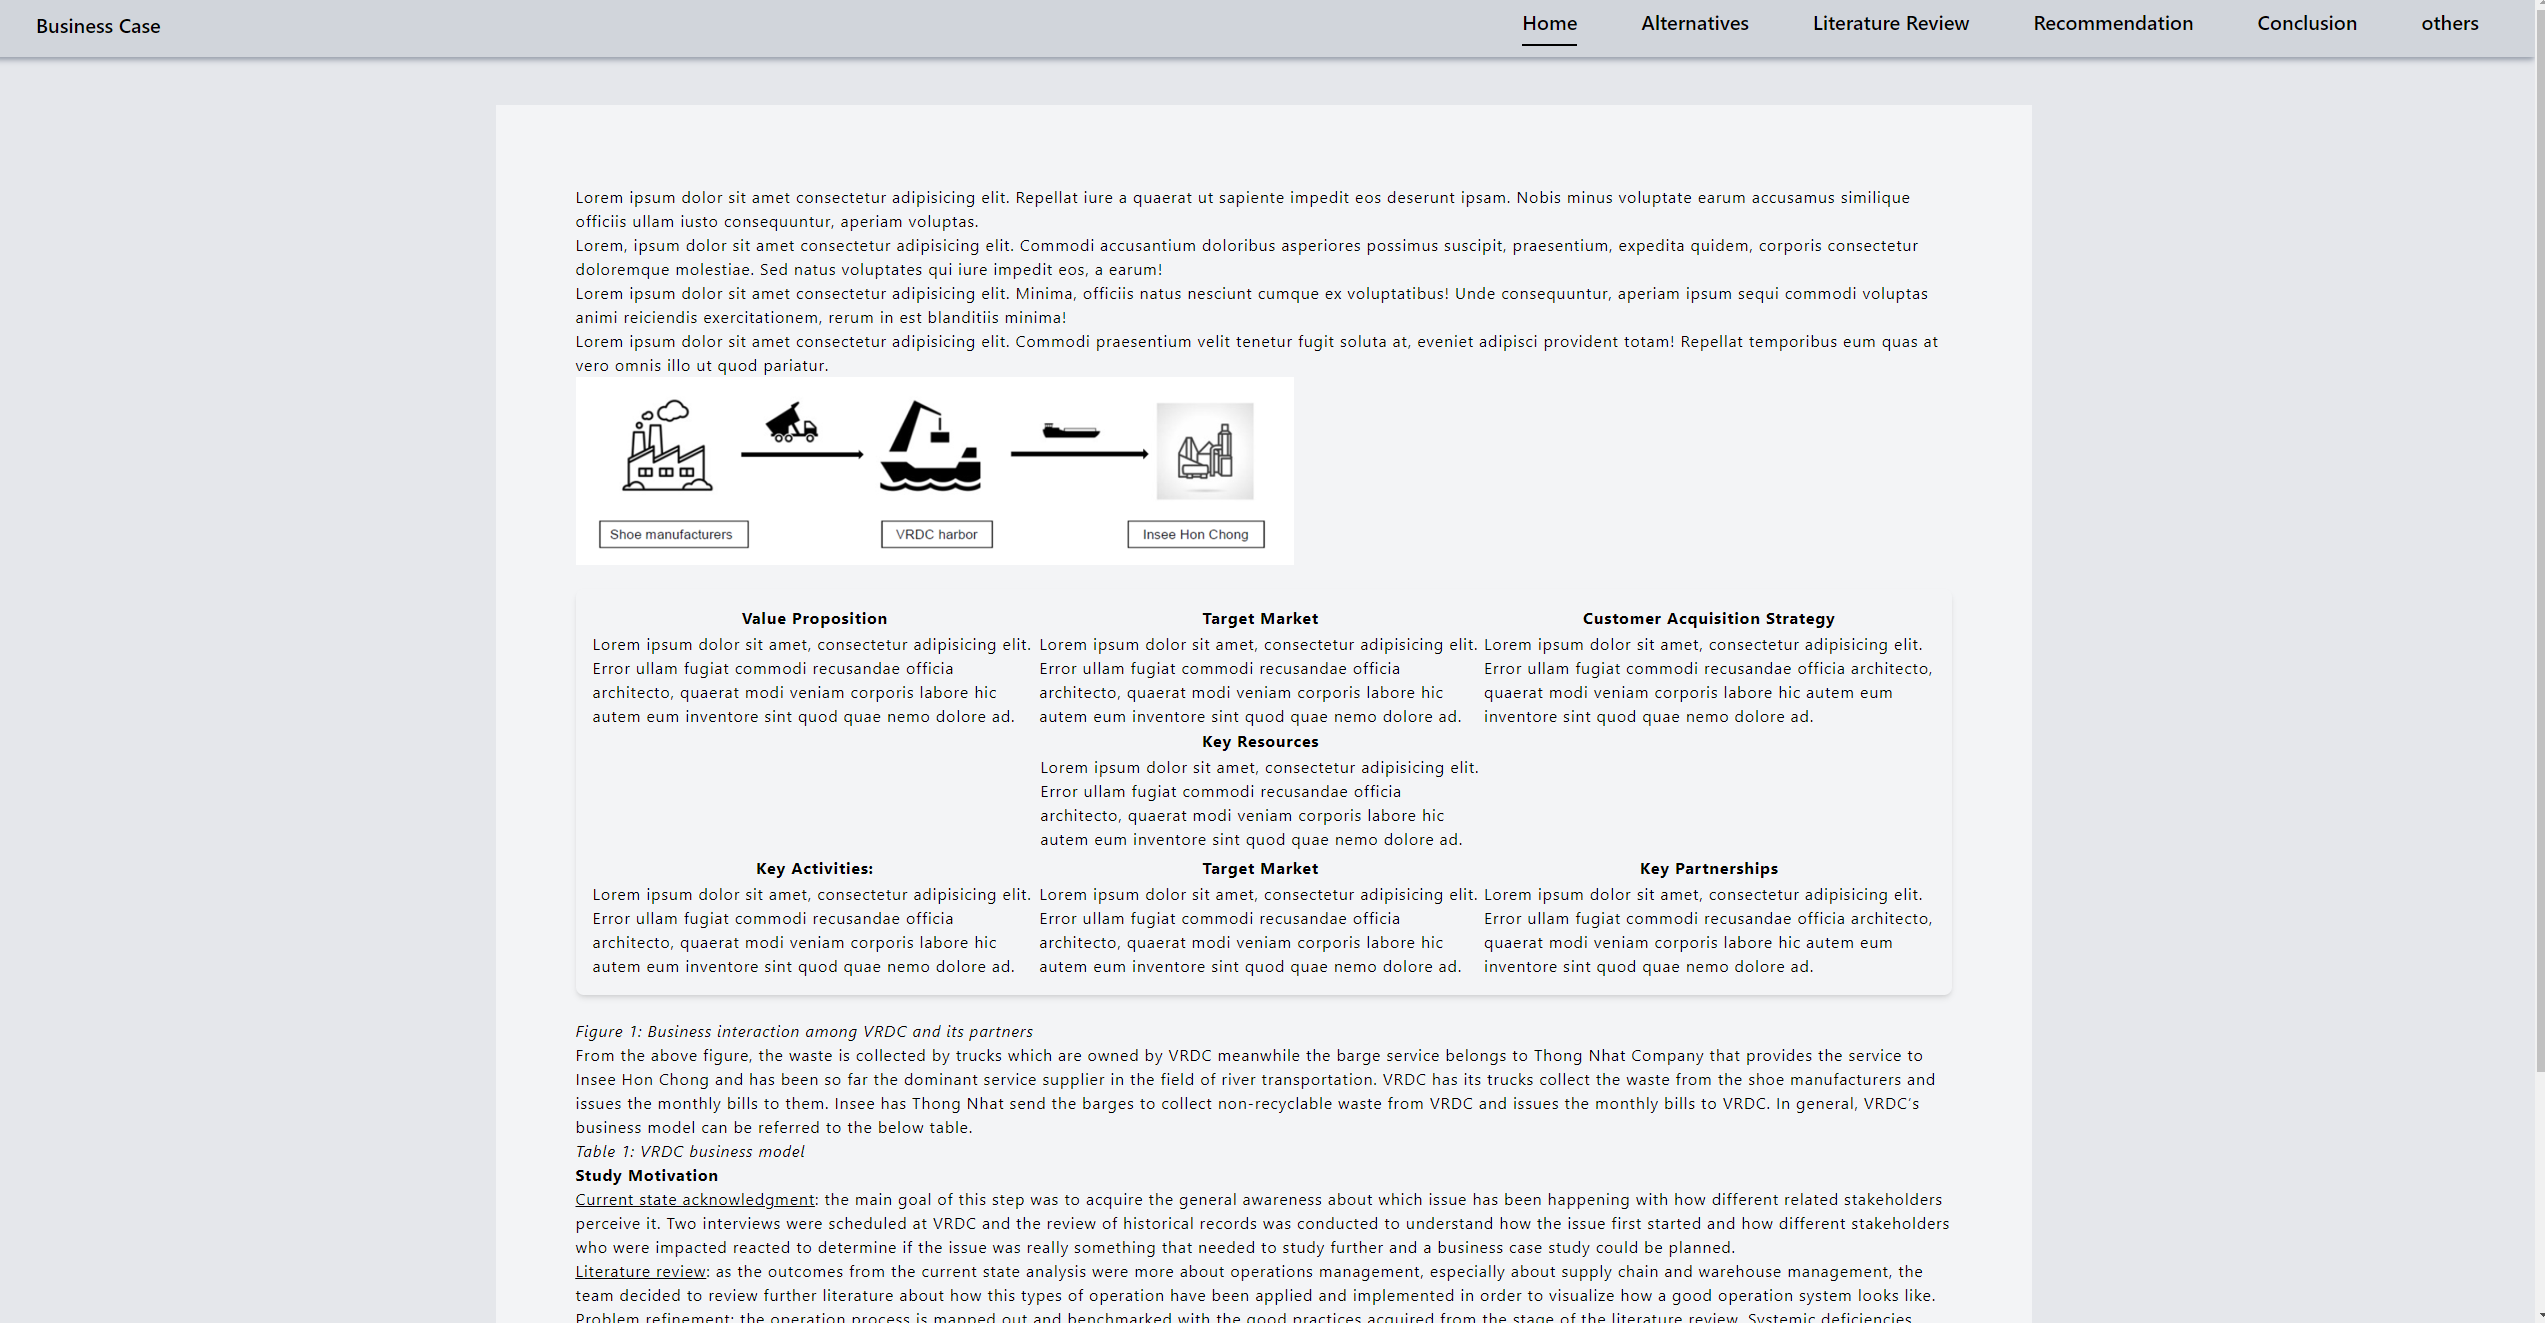 Business Case
Home
Alternatives
Literature Review
Recommendation
Conclusion
others
Lorem ipsum dolor sit amet consectetur adipisicing elit. Repellat iure a quaerat ut sapiente impedit eos deserunt ipsam. Nobis minus voluptate earum accusamus similique
officiis ullam iusto consequuntur, aperiam voluptas.
Lorem, ipsum dolor sit amet consectetur adipisicing elit. Commodi accusantium doloribus asperiores possimus suscipit, praesentium, expedita quidem, corporis consectetur
doloremque molestiae. Sed natus voluptates qui iure impedit eos, a earum!
Lorem ipsum dolor sit amet consectetur adipisicing elit. Minima, officiis natus nesciunt cumque ex voluptatibus! Unde consequuntur, aperiam ipsum sequi commodi voluptas
animi reiciendis exercitationem, rerum in est blanditiis minima!
Lorem ipsum dolor sit amet consectetur adipisicing elit. Commodi praesentium velit tenetur fugit soluta at, eveniet adipisci provident totam! Repellat temporibus eum quas at
vero omnis illo ut quod pariatur.
Shoe manufacturers
VRDC harbor
Insee Hon Chong
Value Proposition
Lorem ipsum dolor sit amet, consectetur adipisicing elit.
Error ullam fugiat commodi recusandae officia
architecto, quaerat modi veniam corporis labore hic
autem eum inventore sint quod quae nemo dolore ad.
Target Market
Lorem ipsum dolor sit amet, consectetur adipisicing elit.
Error ullam fugiat commodi recusandae officia
architecto, quaerat modi veniam corporis labore hic
autem eum inventore sint quod quae nemo dolore ad.
Customer Acquisition Strategy
Lorem ipsum dolor sit amet, consectetur adipisicing elit.
Error ullam fugiat commodi recusandae officia architecto,
quaerat modi veniam corporis labore hic autem eum
inventore sint quod quae nemo dolore ad.
Key Resources
Lorem ipsum dolor sit amet, consectetur adipisicing elit.
Error ullam fugiat commodi recusandae officia
architecto, quaerat modi veniam corporis labore hic
autem eum inventore sint quod quae nemo dolore ad.
Key Activities:
Lorem ipsum dolor sit amet, consectetur adipisicing elit.
Error ullam fugiat commodi recusandae officia
architecto, quaerat modi veniam corporis labore hic
autem eum inventore sint quod quae nemo dolore ad.
Target Market
Lorem ipsum dolor sit amet, consectetur adipisicing elit.
Error ullam fugiat commodi recusandae officia
architecto, quaerat modi veniam corporis labore hic
autem eum inventore sint quod quae nemo dolore ad.
Key Partnerships
Lorem ipsum dolor sit amet, consectetur adipisicing elit.
Error ullam fugiat commodi recusandae officia architecto,
quaerat modi veniam corporis labore hic autem eum
inventore sint quod quae nemo dolore ad.
Figure 1: Business interaction among VRDC and its partners
From the above figure, the waste is collected by trucks which are owned by VRDC meanwhile the barge service belongs to Thong Nhat Company that provides the service to
Insee Hon Chong and has been so far the dominant service supplier in the field of river transportation. VRDC has its trucks collect the waste from the shoe manufacturers and
issues the monthly bills to them. Insee has Thong Nhat send the barges to collect non-recyclable waste from VRDC and issues the monthly bills to VRDC. In general, VRDC’s
business model can be referred to the below table.
Table 1: VRDC business model
Study Motivation
Current state acknowledgment: the main goal of this step was to acquire the general awareness about which issue has been happening with how different related stakeholders
perceive it. Two interviews were scheduled at VRDC and the review of historical records was conducted to understand how the issue first started and how different stakeholders
who were impacted reacted to determine if the issue was really something that needed to study further and a business case study could be planned.
Literature review: as the outcomes from the current state analysis were more about operations management, especially about supply chain and warehouse management, the
team decided to review further literature about how this types of operation have been applied and implemented in order to visualize how a good operation system looks like.
Problem refinement: the operation process is mapped out and benchmarked with the good practices acquired from the stage of the literature review. Systemic deficiencies